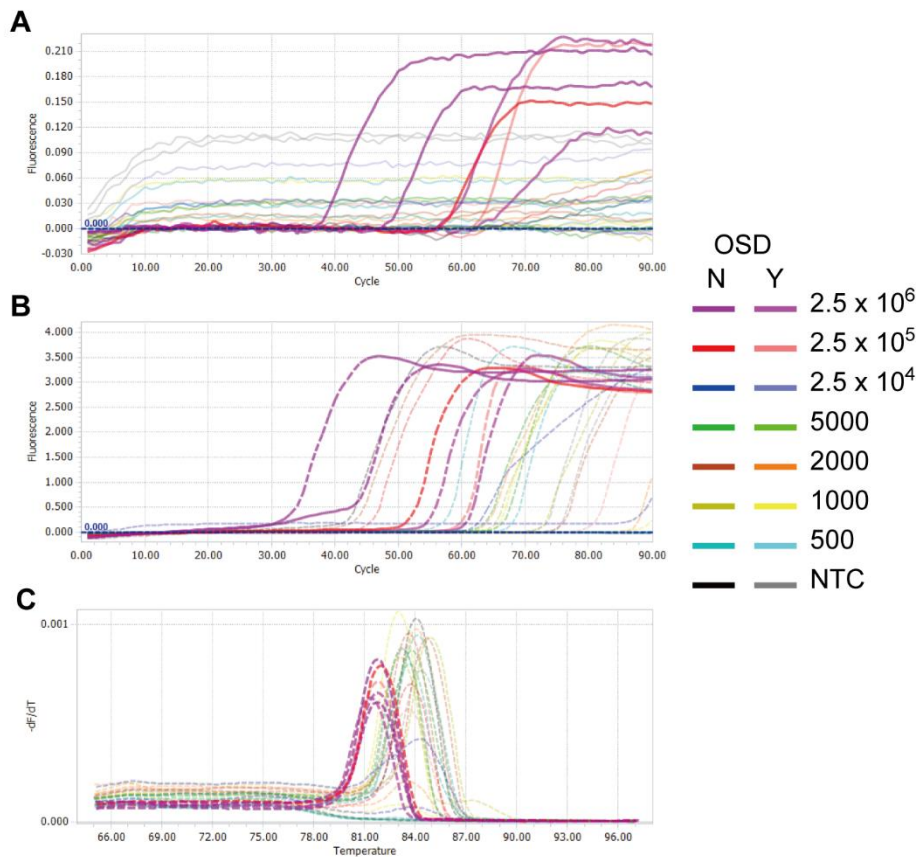 A
Fluorescence
0.210
0.180
0.150
0.120
0.090
0.060
0.030
0.000
0.000
-0.030
0.00 10.00 20.00 30.00 40.00 50.00 60.00 70.00 80.00 90.00
Cycle
B
Fluorescence
4.000
3.500
3.000
2.500
2.000
1.500
1.000
0.500
0.000
0.000
0.00 10.00 20.00 30.00 40.00 50.00 60.00 70.00 80.00 90.00
Cycle
C
-dF/dT
0.001
0.000
66.00 69.00 72.00 75.00 78.00 81.00 84.00 87.00 90.00 93.00 96.00
Temperature
OSD
N Y
2.5 x 10⁶
2.5 x 10⁵
2.5 x 10⁴
5000
2000
1000
500
NTC